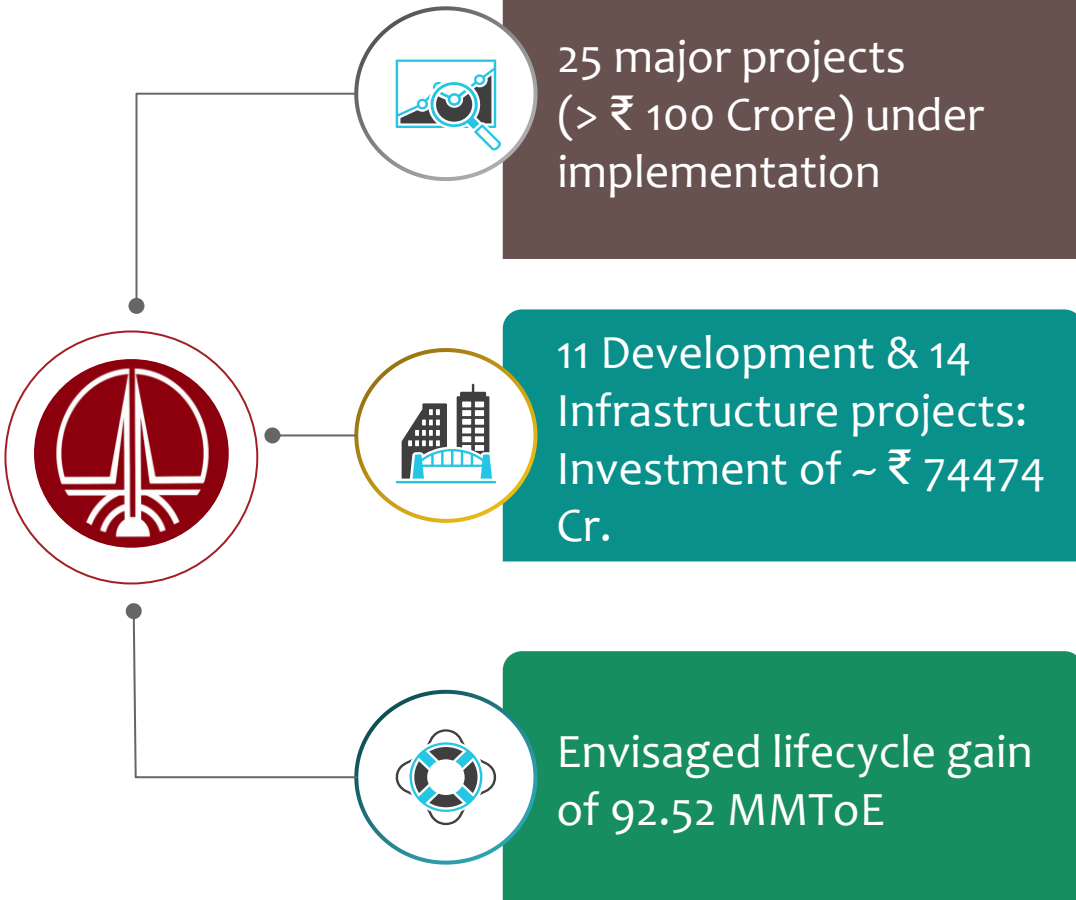 25 major projects
(> ₹ 100 Crore) under
implementation
11 Development & 14
Infrastructure projects:
Investment of ~ ₹ 74474
Cr.
Envisaged lifecycle gain
of 92.52 MMToE